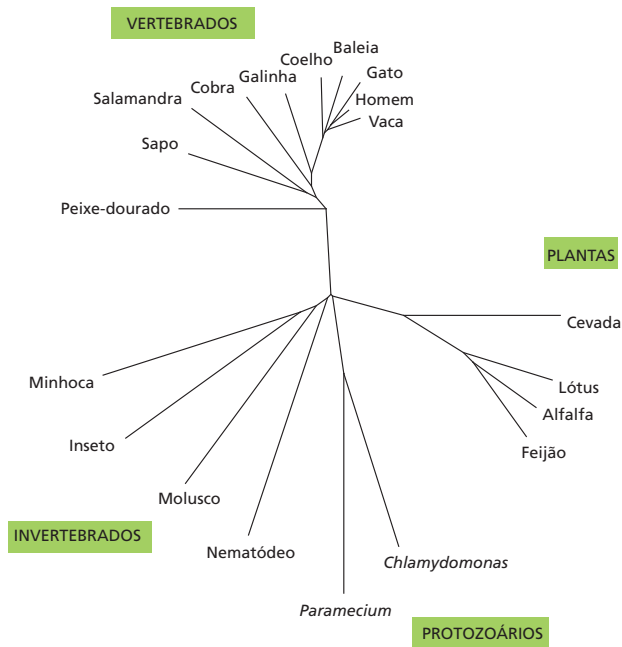 VERTEBRADOS
Baleia
Coelho
Gato
Galinha
Cobra
Homem
Salamandra
Vaca
Sapo
Peixe-dourado
PLANTAS
Cevada
Minhoca
Lótus
Alfalfa
Inseto
Feijão
Molusco
INVERTEBRADOS
Nematódeo
Chlamydomonas
Paramecium
PROTOZOÁRIOS